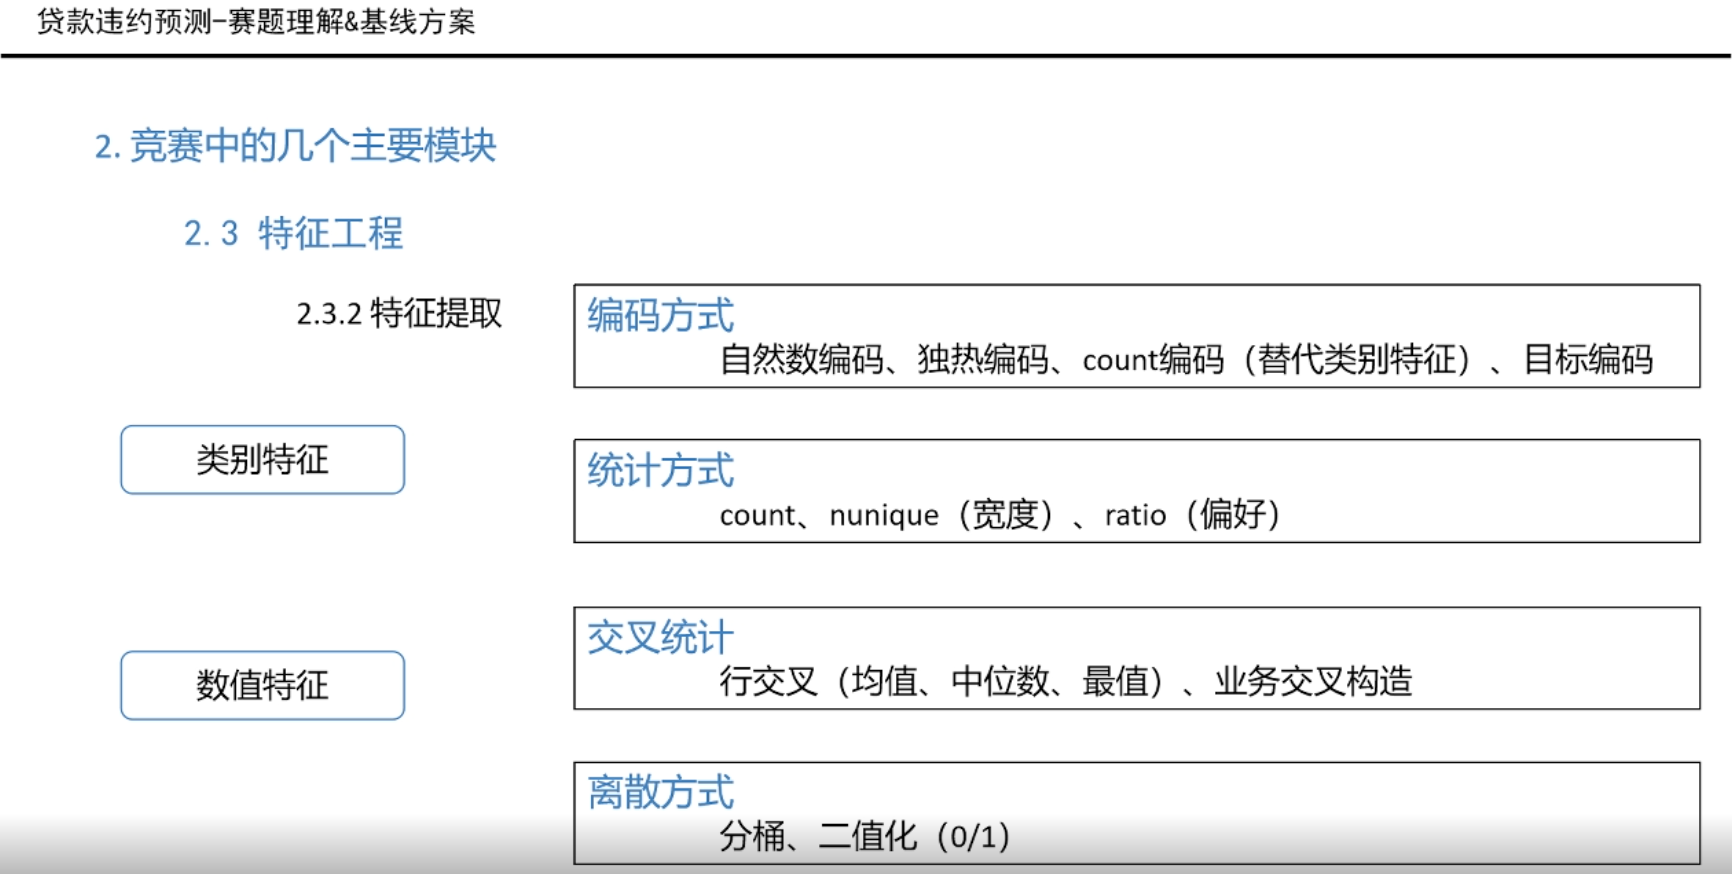 贷款违约预测-赛题理解&基线方案
2. 竞赛中的几个主要模块
2.3 特征工程
2.3.2 特征提取
编码方式
自然数编码、独热编码、count编码（替代类别特征）、目标编码
类别特征
统计方式
count、nunique（宽度）、ratio（偏好）
数值特征
交叉统计
行交叉（均值、中位数、最值）、业务交叉构造
离散方式
分桶、二值化（0/1）